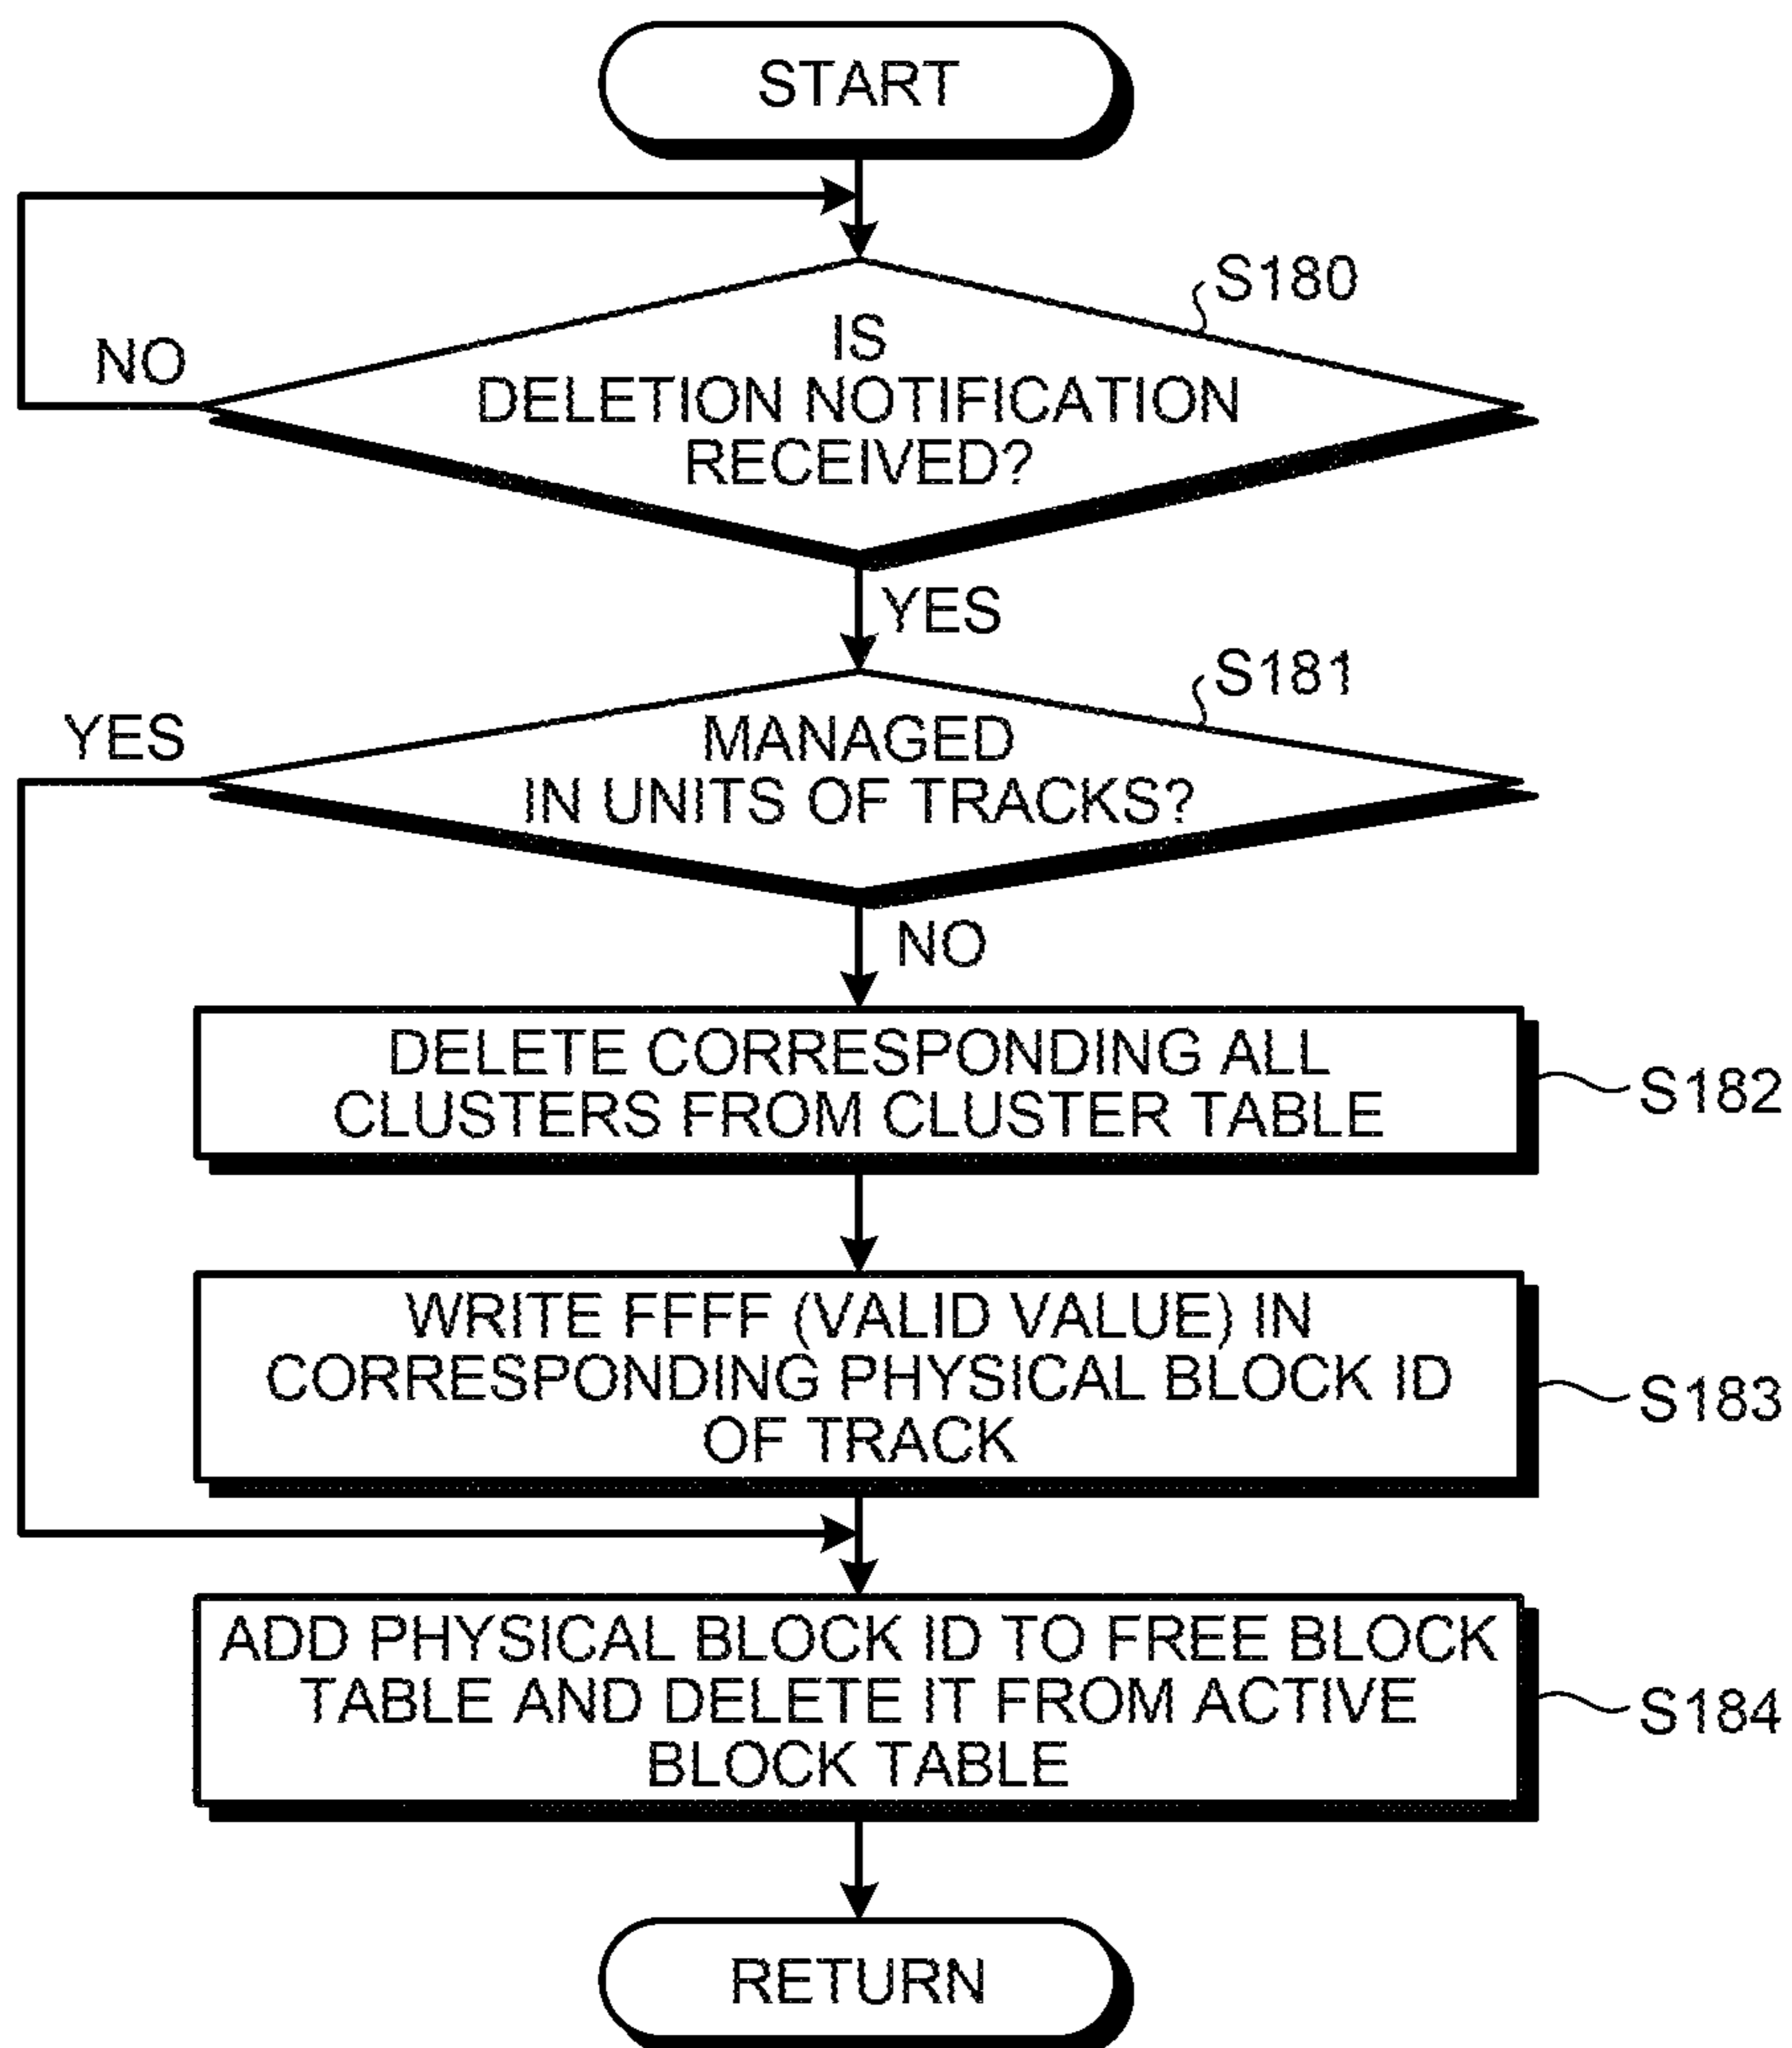 START
S180
IS
DELETION NOTIFICATION
RECEIVED?
NO
YES
S181
MANAGED
IN UNITS OF TRACKS?
YES
NO
DELETE CORRESPONDING ALL
CLUSTERS FROM CLUSTER TABLE
S182
WRITE FFFF (VALID VALUE) IN
CORRESPONDING PHYSICAL BLOCK ID
OF TRACK
S183
ADD PHYSICAL BLOCK ID TO FREE BLOCK
TABLE AND DELETE IT FROM ACTIVE
BLOCK TABLE
S184
RETURN